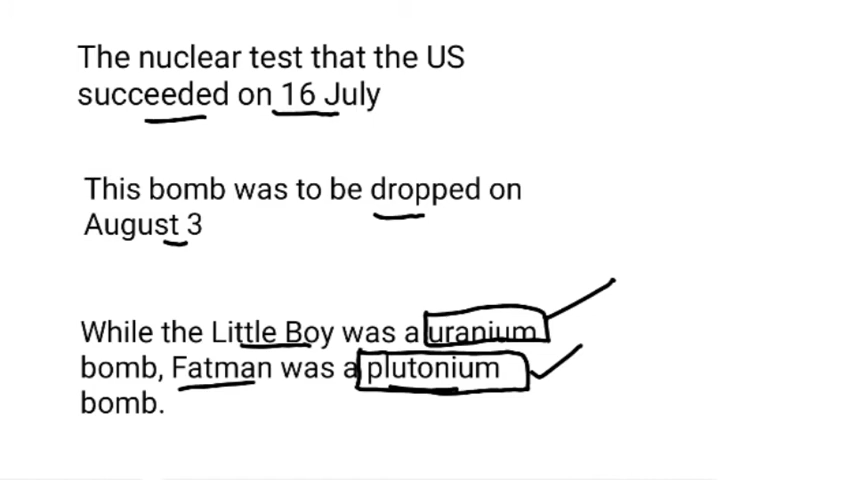 The nuclear test that the US
succeeded on 16 July
This bomb was to be dropped on
August 3
While the Little Boy was a uranium
bomb, Fatman was a plutonium
bomb.